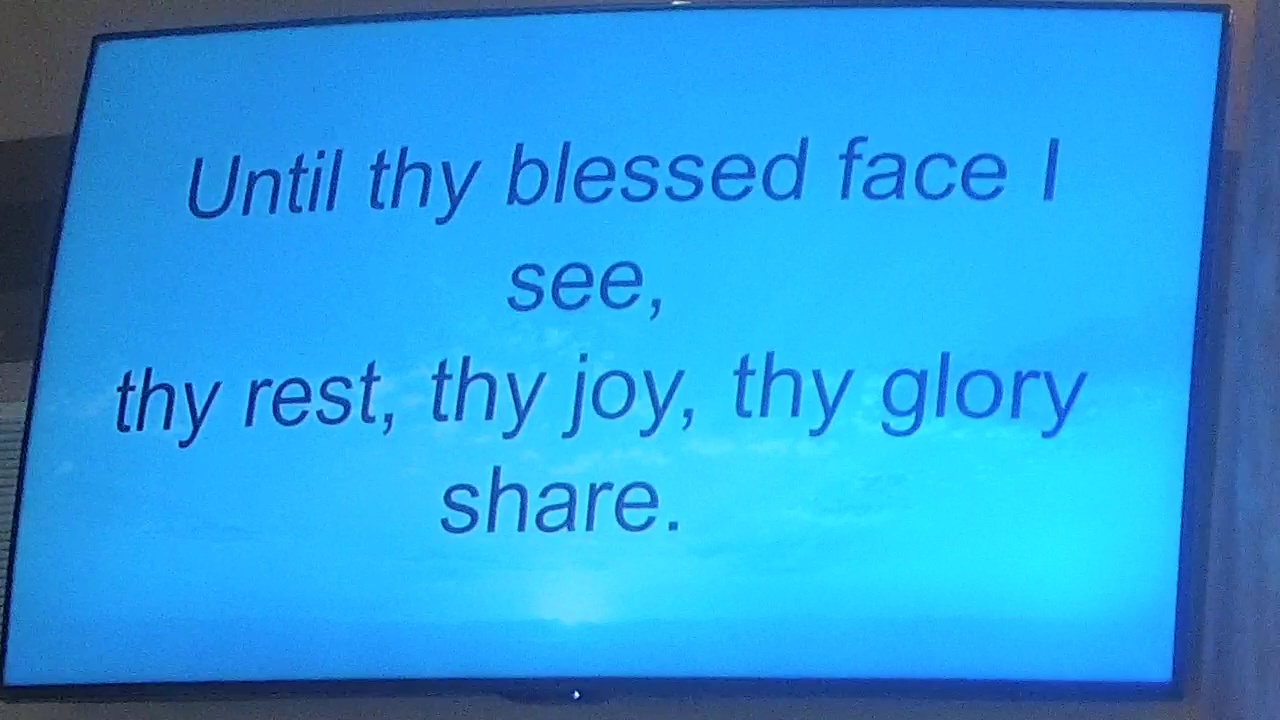 Until thy blessed face I
see,
thy rest, thy joy, thy glory
share.